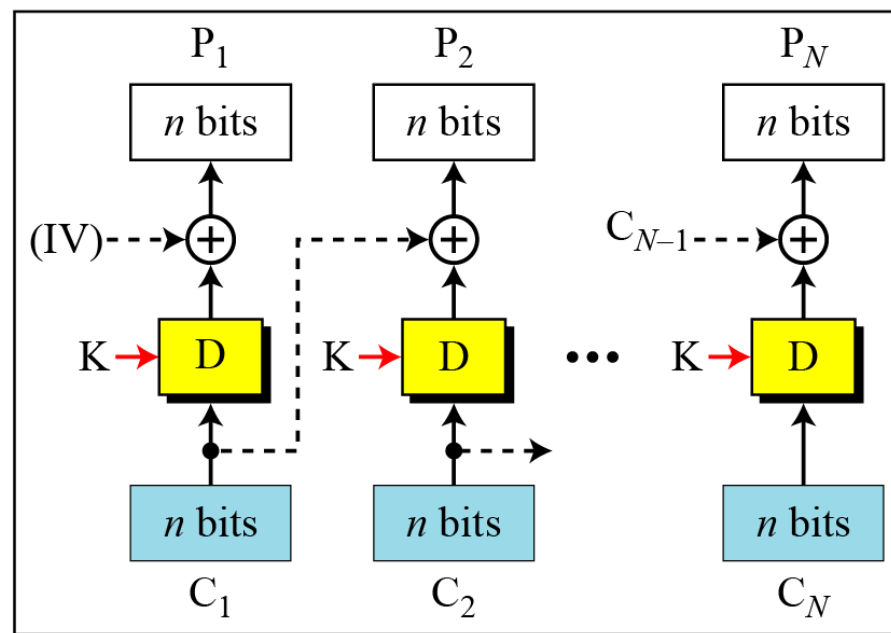 P1 P2 PN
n bits n bits n bits
(IV) + + CN–1 +
K D K D ••• K D
n bits n bits n bits
C1 C2 CN